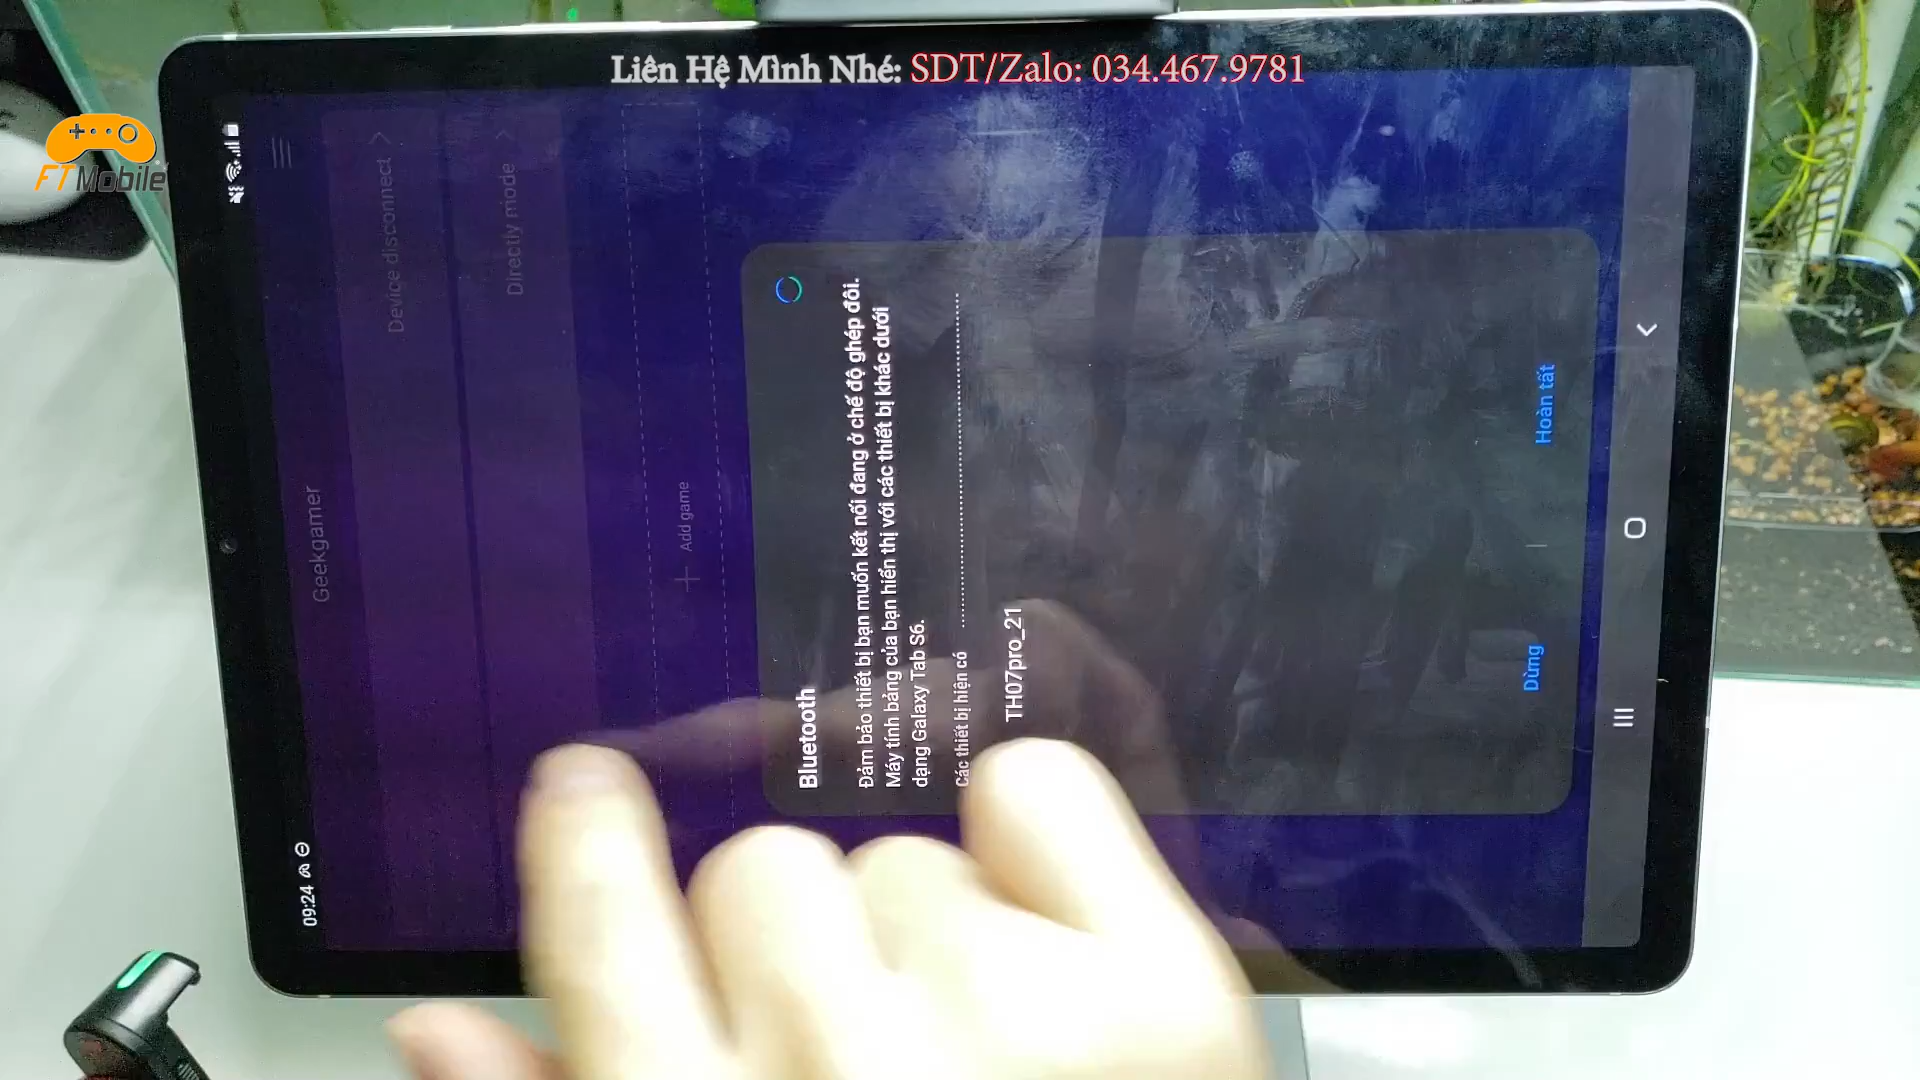 Liên Hệ Mình Nhé: SDT/Zalo: 034.467.9781
FTMobile
09:24
Geekgamer
Device disconnect
Directly mode
Add game
Bluetooth
Đảm bảo thiết bị bạn muốn kết nối đang ở chế độ ghép đôi.
Máy tính bảng của bạn hiển thị với các thiết bị khác dưới
dạng Galaxy Tab S6.
Các thiết bị hiện có
TH07pro_21
Dừng
Hoàn tất